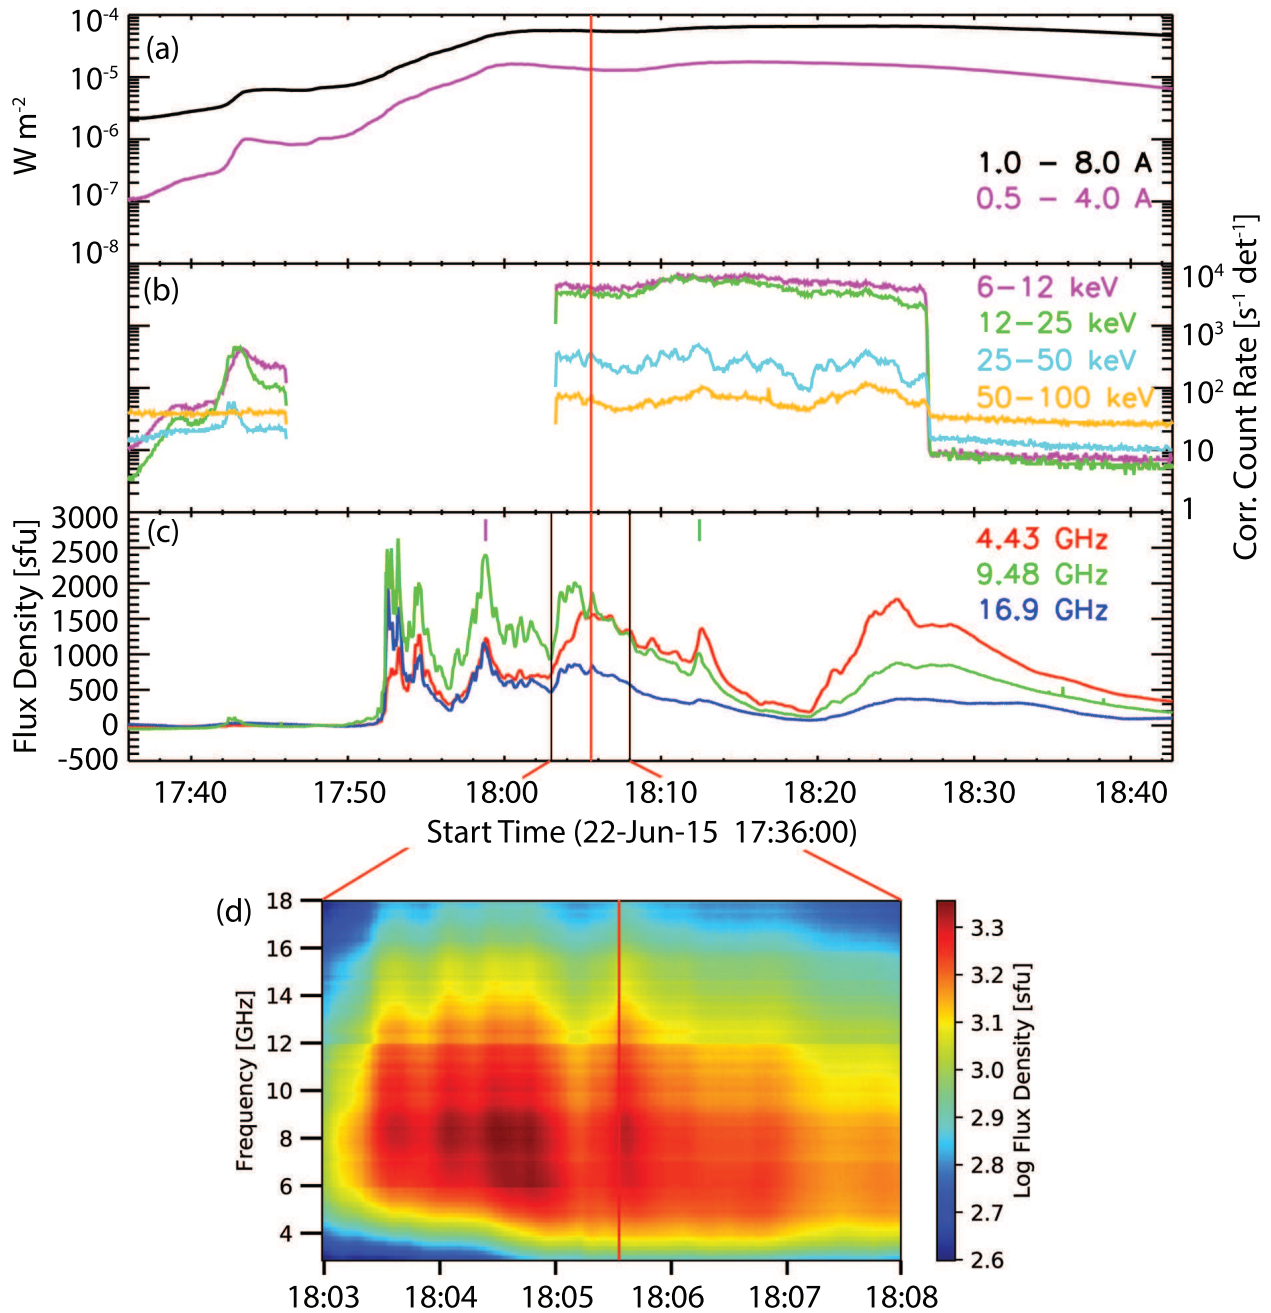 10-4
(a)
10-5
10-6
10-7
10-8
W m-2
1.0 – 8.0 A
0.5 – 4.0 A
(b)
6–12 keV
12–25 keV
25–50 keV
50–100 keV
104
103
102
10
1
Corr. Count Rate [s-1 det-1]
3000
2500
2000
1500
1000
500
0
-500
Flux Density [sfu]
(c)
4.43 GHz
9.48 GHz
16.9 GHz
17:40 17:50 18:00 18:10 18:20 18:30 18:40
Start Time (22-Jun-15 17:36:00)
(d)
18
16
14
12
10
8
6
4
Frequency [GHz]
18:03 18:04 18:05 18:06 18:07 18:08
3.3
3.2
3.1
3.0
2.9
2.8
2.7
2.6
Log Flux Density [sfu]